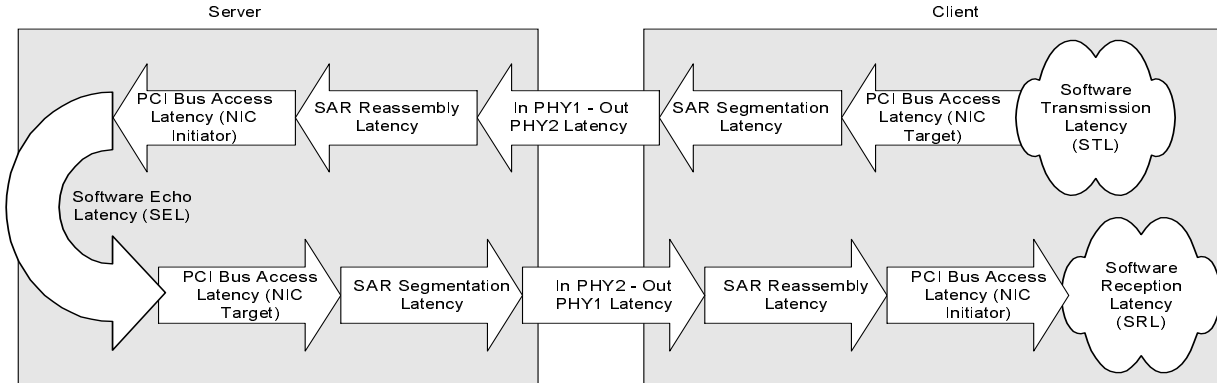 Server
Client
PCI Bus Access
Latency (NIC
Initiator)
SAR Reassembly
Latency
In PHY1 - Out
PHY2 Latency
SAR Segmentation
Latency
PCI Bus Access
Latency (NIC
Target)
Software
Transmission
Latency
(STL)
Software Echo
Latency (SEL)
PCI Bus Access
Latency (NIC
Target)
SAR Segmentation
Latency
In PHY2 - Out
PHY1 Latency
SAR Reassembly
Latency
PCI Bus Access
Latency (NIC
Initiator)
Software
Reception
Latency
(SRL)